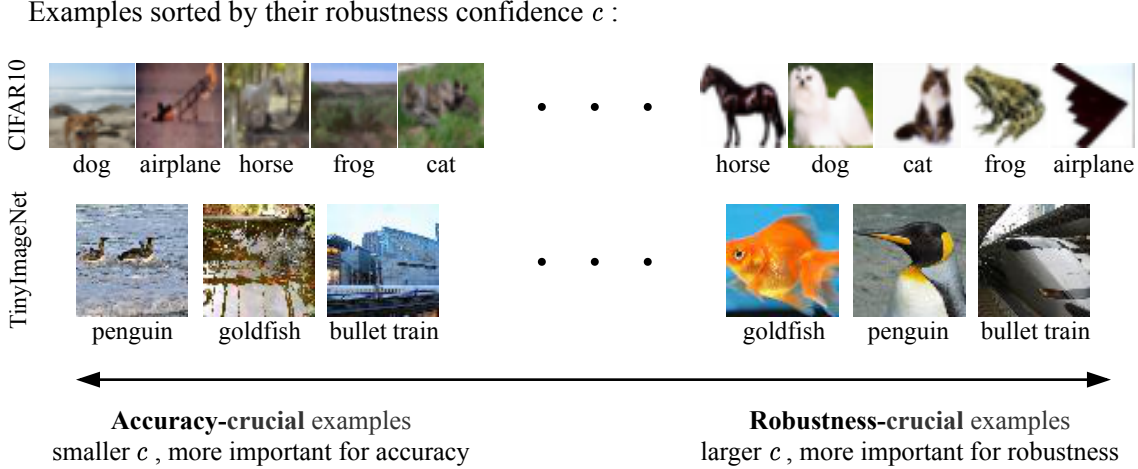 Examples sorted by their robustness confidence c :
CIFAR10
dog airplane horse frog cat
horse dog cat frog airplane
TinyImageNet
penguin goldfish bullet train
goldfish penguin bullet train
Accuracy-crucial examples
smaller c , more important for accuracy
Robustness-crucial examples
larger c , more important for robustness